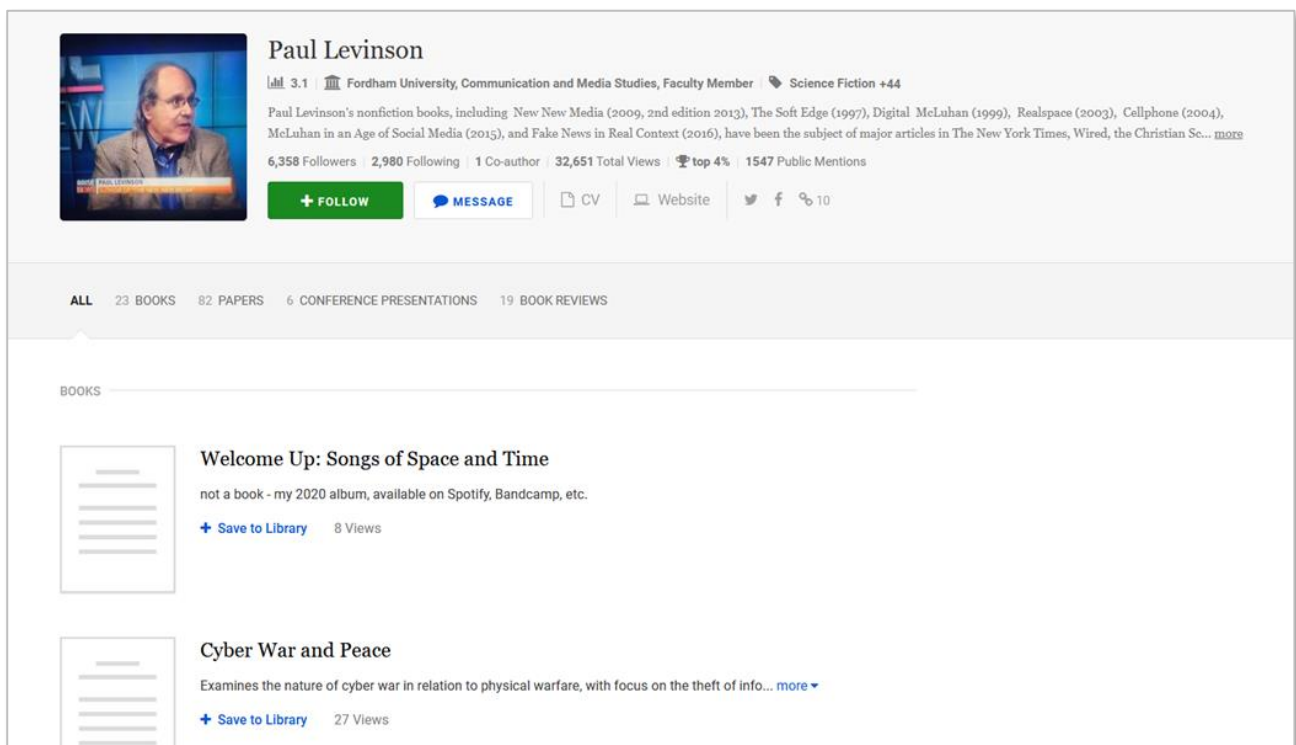 Paul Levinson
3.1 Fordham University, Communication and Media Studies, Faculty Member Science Fiction +44
Paul Levinson's nonfiction books, including New New Media (2009, 2nd edition 2013), The Soft Edge (1997), Digital McLuhan (1999), Realspace (2003), Cellphone (2004),
McLuhan in an Age of Social Media (2015), and Fake News in Real Context (2016), have been the subject of major articles in The New York Times, Wired, the Christian Sc... more
6,358 Followers 2,980 Following 1 Co-author 32,651 Total Views top 4% 1547 Public Mentions
PAUL LEVINSON
+ FOLLOW MESSAGE CV Website 10
ALL 23 BOOKS 82 PAPERS 6 CONFERENCE PRESENTATIONS 19 BOOK REVIEWS
BOOKS
Welcome Up: Songs of Space and Time
not a book - my 2020 album, available on Spotify, Bandcamp, etc.
+ Save to Library 8 Views
Cyber War and Peace
Examines the nature of cyber war in relation to physical warfare, with focus on the theft of info... more
+ Save to Library 27 Views